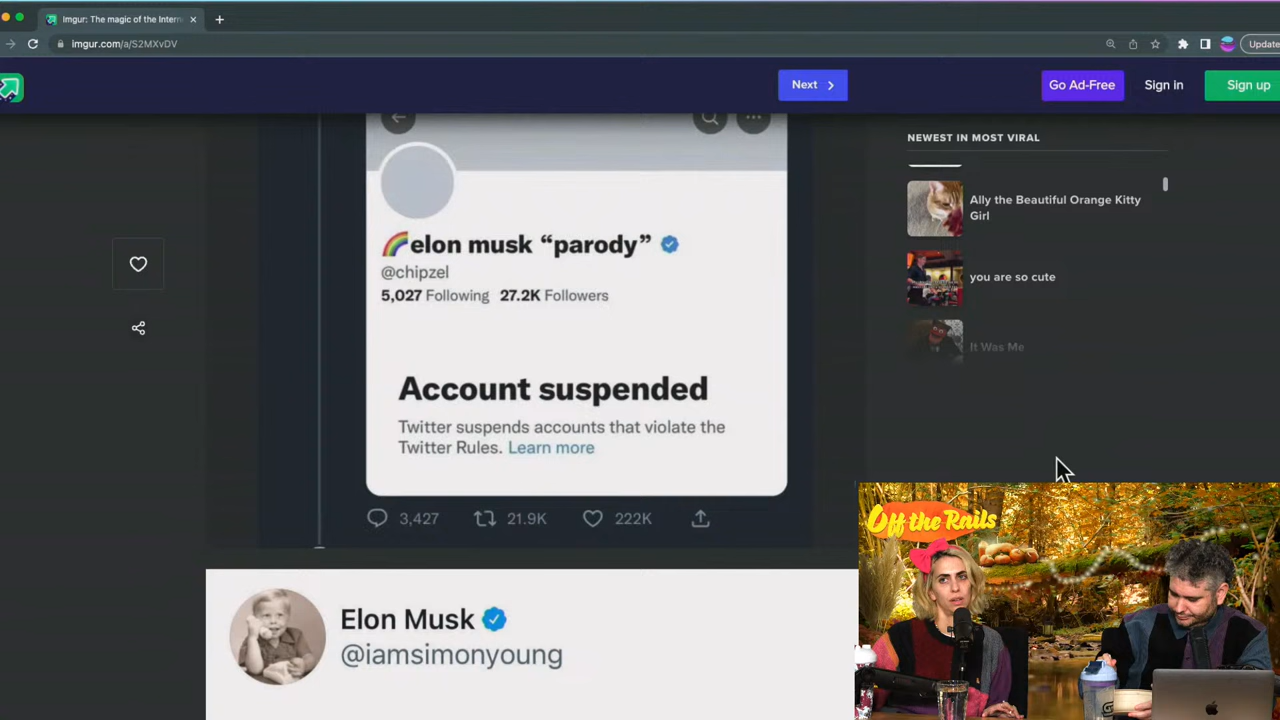 Imgur: The magic of the Intern
imgur.com/a/S2MXvDV
Update
Next
Go Ad-Free
Sign in
Sign up
NEWEST IN MOST VIRAL
Ally the Beautiful Orange Kitty
Girl
you are so cute
It Was Me
🌈elon musk “parody”
@chipzel
5,027 Following 27.2K Followers
Account suspended
Twitter suspends accounts that violate the
Twitter Rules. Learn more
3,427 21.9K 222K
Elon Musk
@iamsimonyoung
Off the Rails